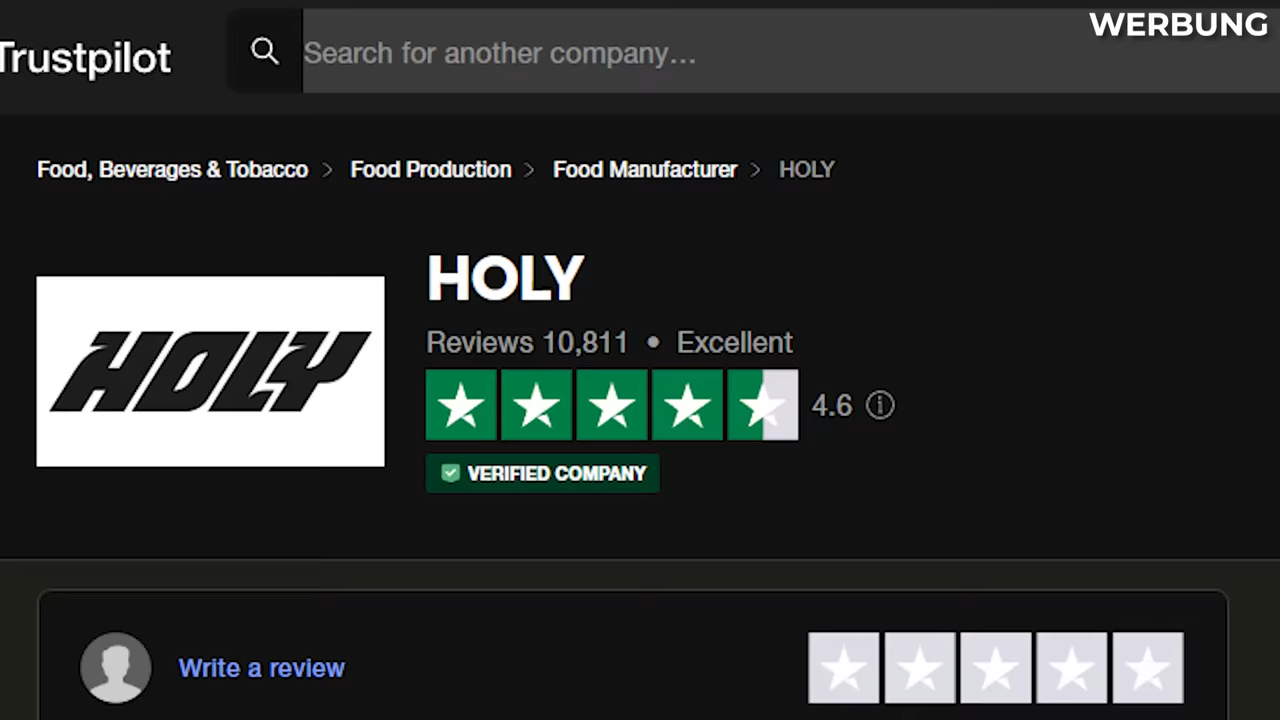 WERBUNG
Trustpilot
Search for another company...
Food, Beverages & Tobacco > Food Production > Food Manufacturer > HOLY
HOLY
HOLY
Reviews 10,811 • Excellent
4.6
VERIFIED COMPANY
Write a review